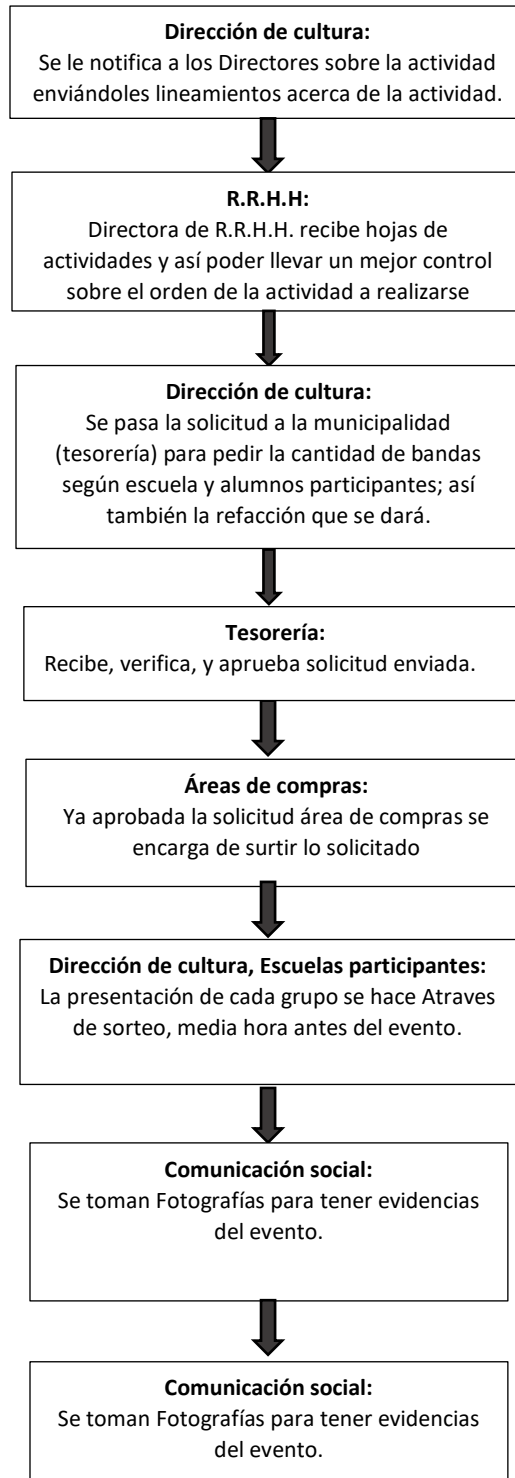 Dirección de cultura:
Se le notifica a los Directores sobre la actividad
enviándoles lineamientos acerca de la actividad.
R.R.H.H:
Directora de R.R.H.H. recibe hojas de
actividades y así poder llevar un mejor control
sobre el orden de la actividad a realizarse
Dirección de cultura:
Se pasa la solicitud a la municipalidad
(tesorería) para pedir la cantidad de bandas
según escuela y alumnos participantes; así
también la refacción que se dará.
Tesorería:
Recibe, verifica, y aprueba solicitud enviada.
Áreas de compras:
Ya aprobada la solicitud área de compras se
encarga de surtir lo solicitado
Dirección de cultura, Escuelas participantes:
La presentación de cada grupo se hace Atraves
de sorteo, media hora antes del evento.
Comunicación social:
Se toman Fotografías para tener evidencias
del evento.
Comunicación social:
Se toman Fotografías para tener evidencias
del evento.